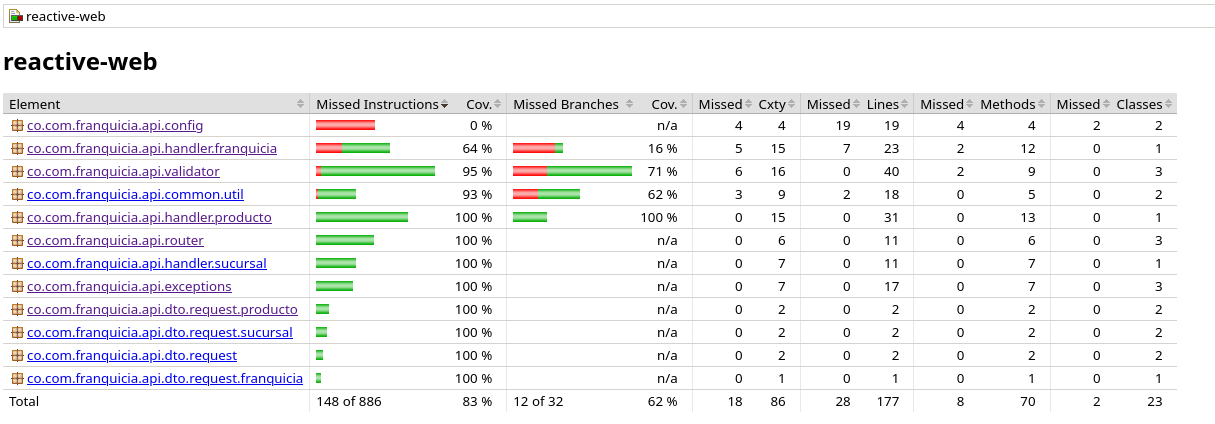 reactive-web
reactive-web
Element Missed Instructions Cov. Missed Branches Cov. Missed Cxty Missed Lines Missed Methods Missed Classes
co.com.franquicia.api.config 0 % n/a 4 4 19 19 4 4 2 2
co.com.franquicia.api.handler.franquicia 64 % 16 % 5 15 7 23 2 12 0 1
co.com.franquicia.api.validator 95 % 71 % 6 16 0 40 2 9 0 3
co.com.franquicia.api.common.util 93 % 62 % 3 9 2 18 0 5 0 2
co.com.franquicia.api.handler.producto 100 % 100 % 0 15 0 31 0 13 0 1
co.com.franquicia.api.router 100 % n/a 0 6 0 11 0 6 0 3
co.com.franquicia.api.handler.sucursal 100 % n/a 0 7 0 11 0 7 0 1
co.com.franquicia.api.exceptions 100 % n/a 0 7 0 17 0 7 0 3
co.com.franquicia.api.dto.request.producto 100 % n/a 0 2 0 2 0 2 0 2
co.com.franquicia.api.dto.request.sucursal 100 % n/a 0 2 0 2 0 2 0 2
co.com.franquicia.api.dto.request 100 % n/a 0 2 0 2 0 2 0 2
co.com.franquicia.api.dto.request.franquicia 100 % n/a 0 1 0 1 0 1 0 1
Total 148 of 886 83 % 12 of 32 62 % 18 86 28 177 8 70 2 23